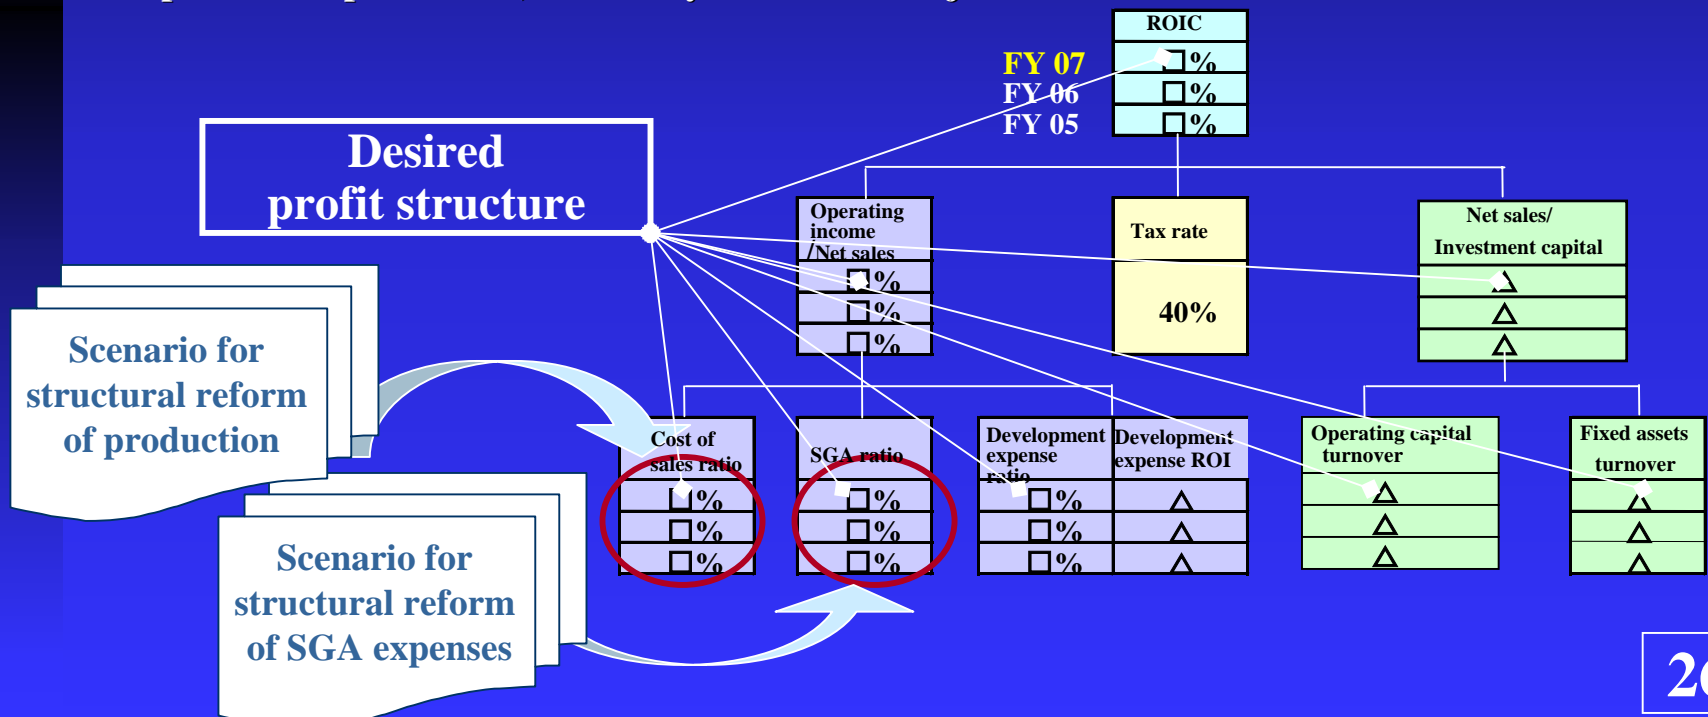 ROIC
FY 07 □%
FY 06 □%
FY 05 □%
Desired
profit structure
Operating
income
/Net sales
□%
□%
□%
Tax rate
40%
Net sales/
Investment capital
△
△
△
Scenario for
structural reform
of production
Cost of
sales ratio
□%
□%
□%
SGA ratio
□%
□%
□%
Development
expense
ratio
□%
□%
□%
Development
expense ROI
△
△
△
Operating capital
turnover
△
△
△
Fixed assets
turnover
△
△
△
Scenario for
structural reform
of SGA expenses